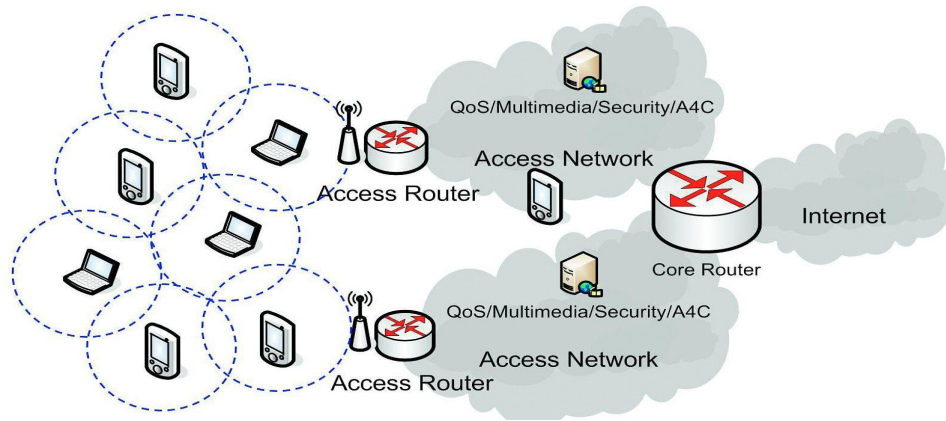 QoS/Multimedia/Security/A4C
Access Network
Access Router
Internet
Core Router
QoS/Multimedia/Security/A4C
Access Network
Access Router